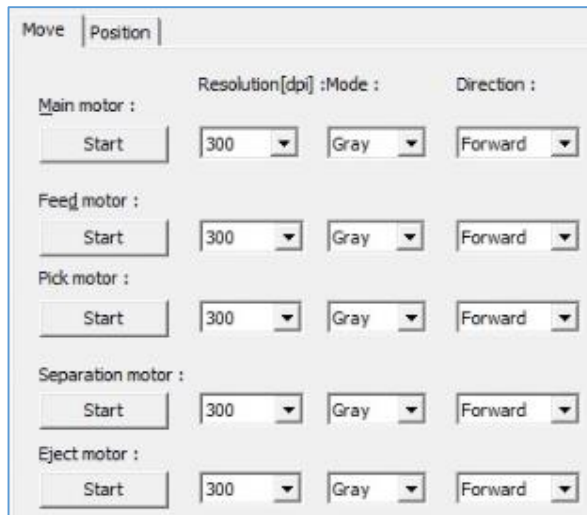 Move Position
Resolution[dpi] :Mode : Direction :
Main motor :
Start 300 Gray Forward
Feed motor :
Start 300 Gray Forward
Pick motor :
Start 300 Gray Forward
Separation motor :
Start 300 Gray Forward
Eject motor :
Start 300 Gray Forward